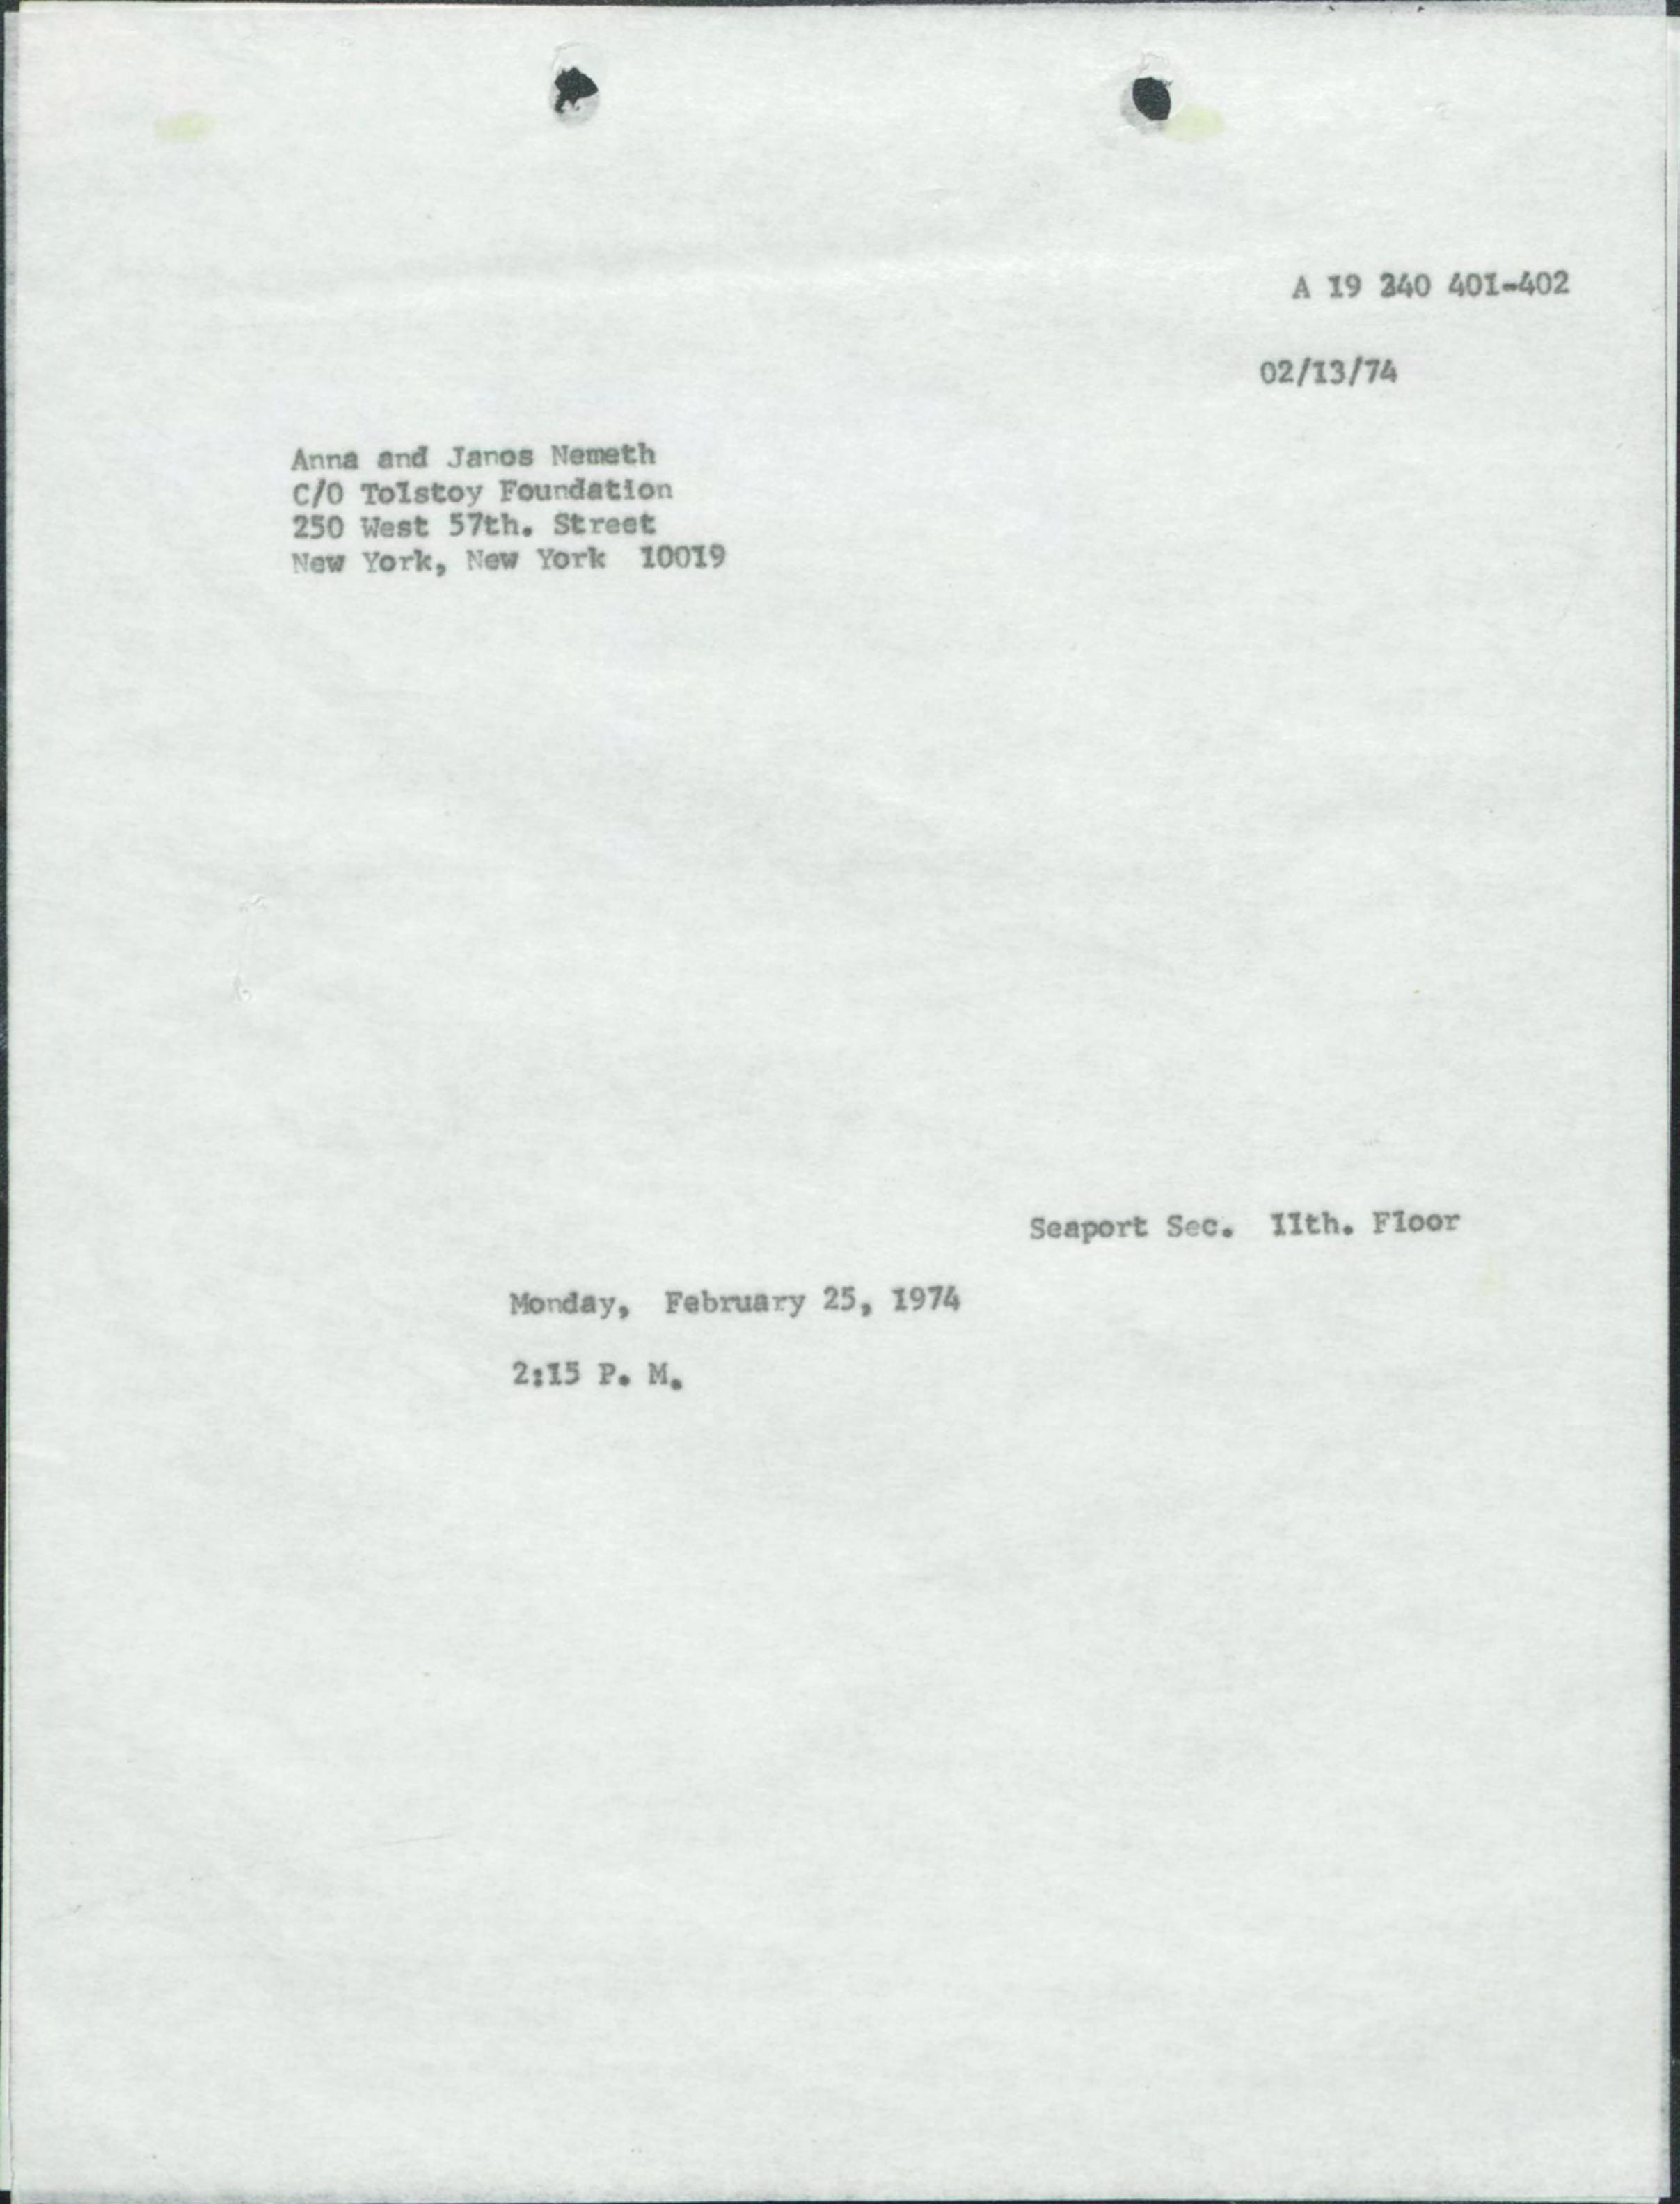 A 19 240 401-402
02/13/74
Anna and Janos Nemeth
C/O Tolstoy Foundation
250 West 57th. Street
New York, New York 10019
Seaport Sec. 11th. Floor
Monday, February 25, 1974
2:15 P. M.